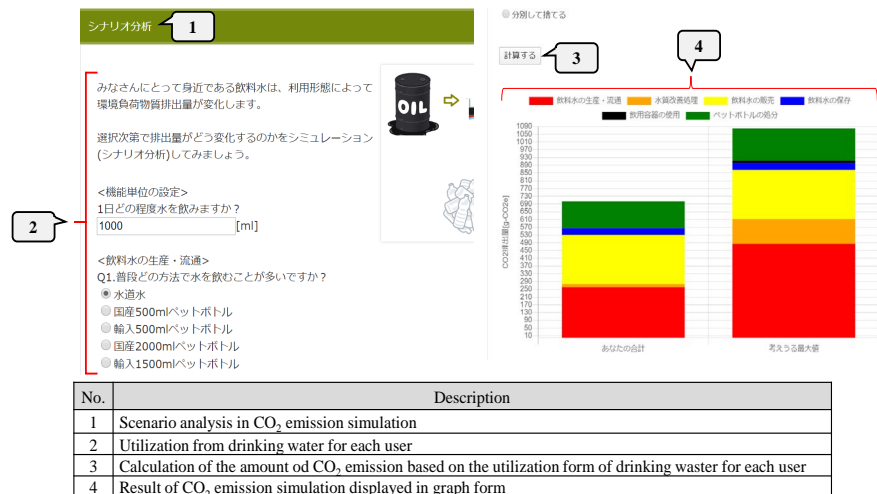 シナリオ分析
1
みなさんにとって身近である飲料水は、利用形態によって
環境負荷物質排出量が変化します。
選択次第で排出量がどう変化するのかをシミュレーション
(シナリオ分析)してみましょう。
<機能単位の設定>
1日どの程度水を飲みますか？
1000 [ml]
2
<飲料水の生産・流通>
Q1.普段どの方法で水を飲むことが多いですか？
水道水
国産500mlペットボトル
輸入500mlペットボトル
国産2000mlペットボトル
輸入1500mlペットボトル
OIL
分別して捨てる
計算する
3
4
飲料水の生産・流通 水質改善処理 飲料水の販売 飲料水の保存
飲用容器の使用 ペットボトルの処分
CO2排出量[g-CO2e]
1090
1050
1010
970
930
890
850
810
770
730
690
650
610
570
530
490
450
410
370
330
290
250
210
170
130
90
50
10
あなたの合計 考えうる最大値
No. Description
1 Scenario analysis in CO₂ emission simulation
2 Utilization from drinking water for each user
3 Calculation of the amount od CO₂ emission based on the utilization form of drinking waster for each user
4 Result of CO₂ emission simulation displayed in graph form